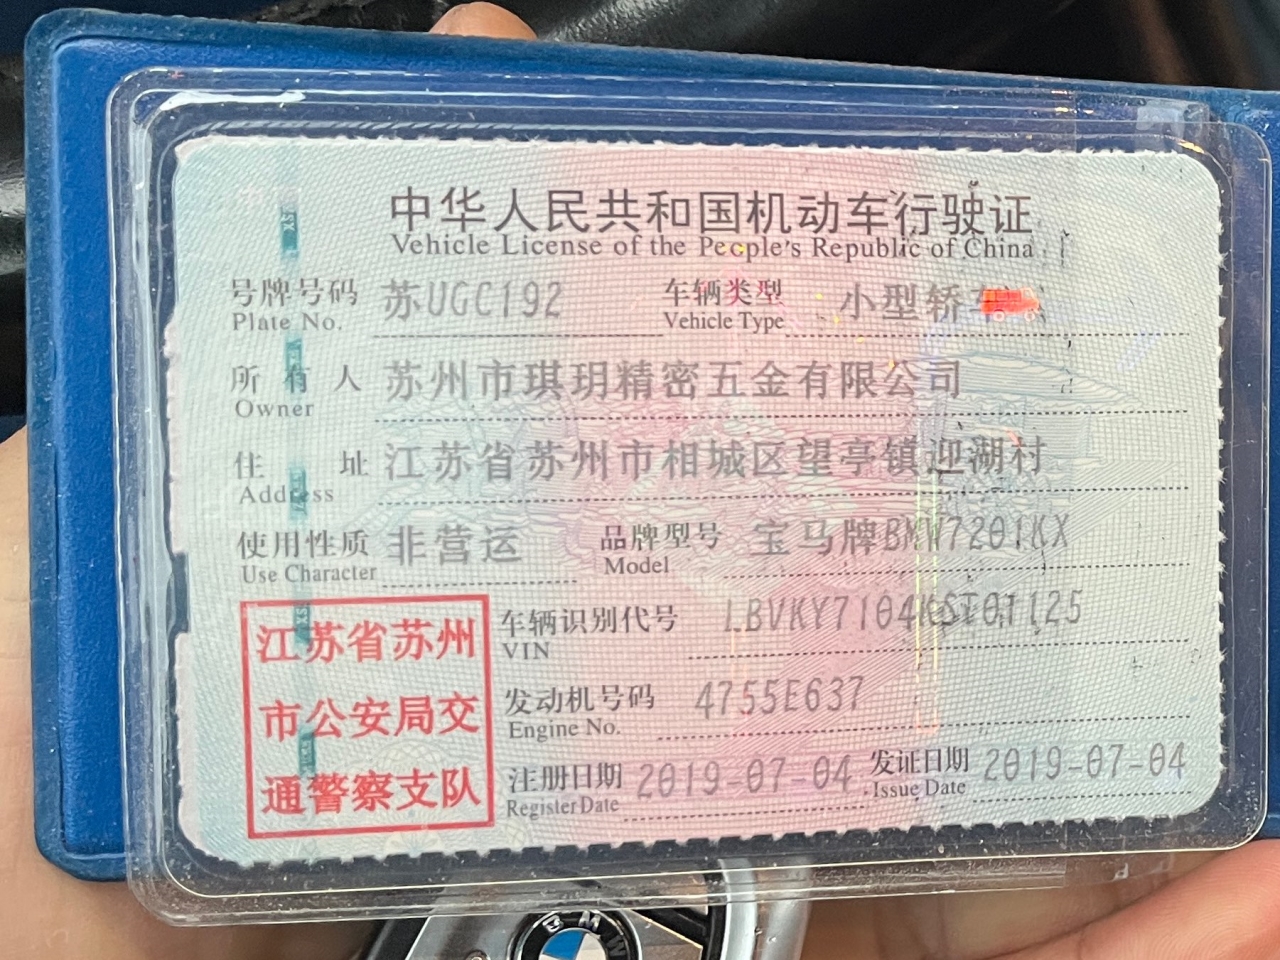 中华人民共和国机动车行驶证
Vehicle License of the People's Republic of China
号牌号码 苏UGC192 车辆类型 小型轿车
Plate No. Vehicle Type
所有人 苏州市琪玥精密五金有限公司
Owner
住址 江苏省苏州市相城区望亭镇迎湖村
Address
使用性质 非营运 品牌型号 宝马牌BMW7201KX
Use Character Model
江苏省苏州
市公安局交
通警察支队
车辆识别代号 LBVKY7104KST01125
VIN
发动机号码 4755E637
Engine No.
注册日期 2019-07-04 发证日期 2019-07-04
Register Date Issue Date
BMW